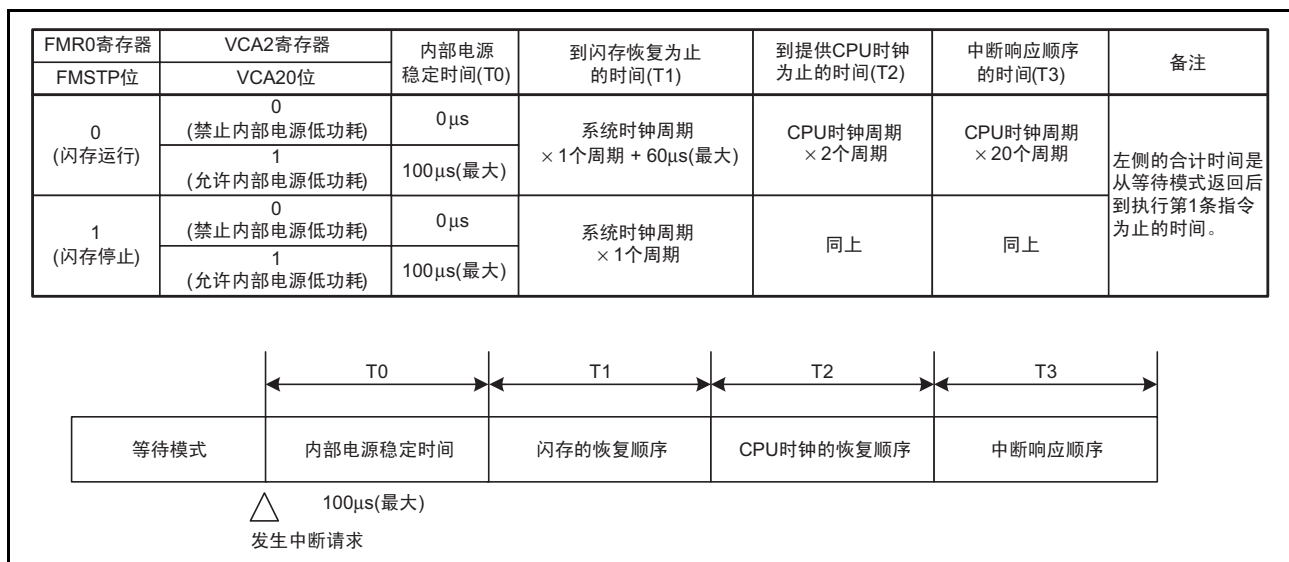 FMR0寄存器
FMSTP位
VCA2寄存器
VCA20位
内部电源
稳定时间(T0)
到闪存恢复为止
的时间(T1)
到提供CPU时钟
为止的时间(T2)
中断响应顺序
的时间(T3)
备注
0
(闪存运行)
0
(禁止内部电源低功耗)
0μs
1
(允许内部电源低功耗)
100μs(最大)
系统时钟周期
×1个周期 + 60μs(最大)
CPU时钟周期
×2个周期
CPU时钟周期
×20个周期
左侧的合计时间是
从等待模式返回后
到执行第1条指令
为止的时间。
1
(闪存停止)
0
(禁止内部电源低功耗)
0μs
1
(允许内部电源低功耗)
100μs(最大)
系统时钟周期
×1个周期
同上
同上
T0
T1
T2
T3
等待模式
内部电源稳定时间
闪存的恢复顺序
CPU时钟的恢复顺序
中断响应顺序
100μs(最大)
发生中断请求